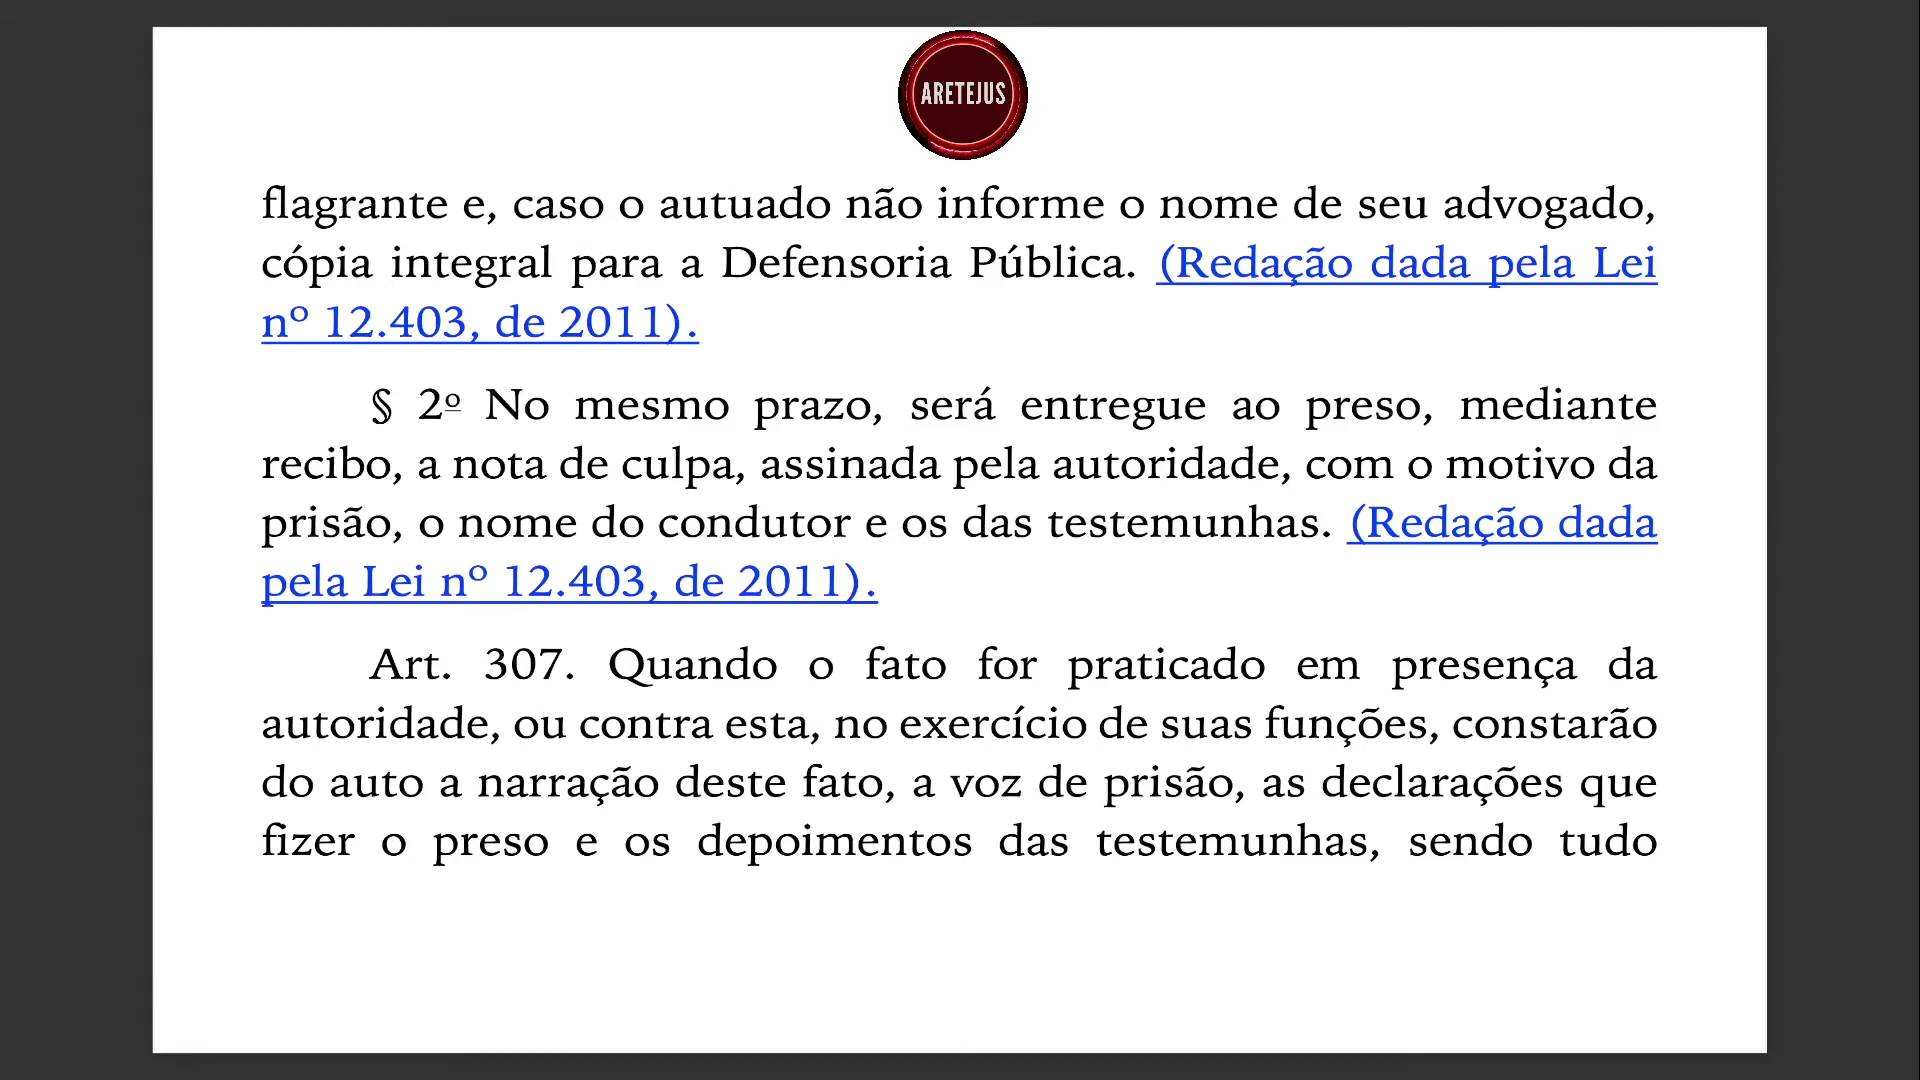 ARETEJUS
flagrante e, caso o autuado não informe o nome de seu advogado,
cópia integral para a Defensoria Pública. (Redação dada pela Lei
nº 12.403, de 2011).
§ 2º No mesmo prazo, será entregue ao preso, mediante
recibo, a nota de culpa, assinada pela autoridade, com o motivo da
prisão, o nome do condutor e os das testemunhas. (Redação dada
pela Lei nº 12.403, de 2011).
Art. 307. Quando o fato for praticado em presença da
autoridade, ou contra esta, no exercício de suas funções, constarão
do auto a narração deste fato, a voz de prisão, as declarações que
fizer o preso e os depoimentos das testemunhas, sendo tudo